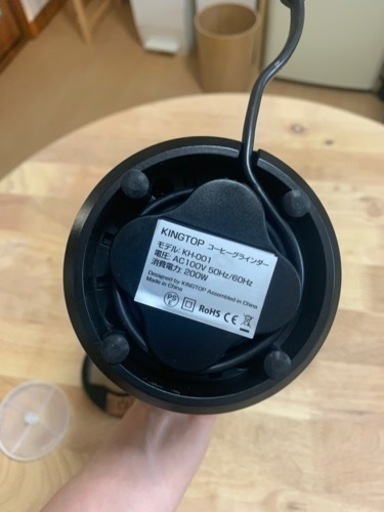 KINGTOP コーヒーグラインダー
モデル: KH-001
電圧: AC100V 50Hz/60Hz
消費電力: 200W
Designed by KINGTOP Assembled in China
Made in China
PS E RoHS CE